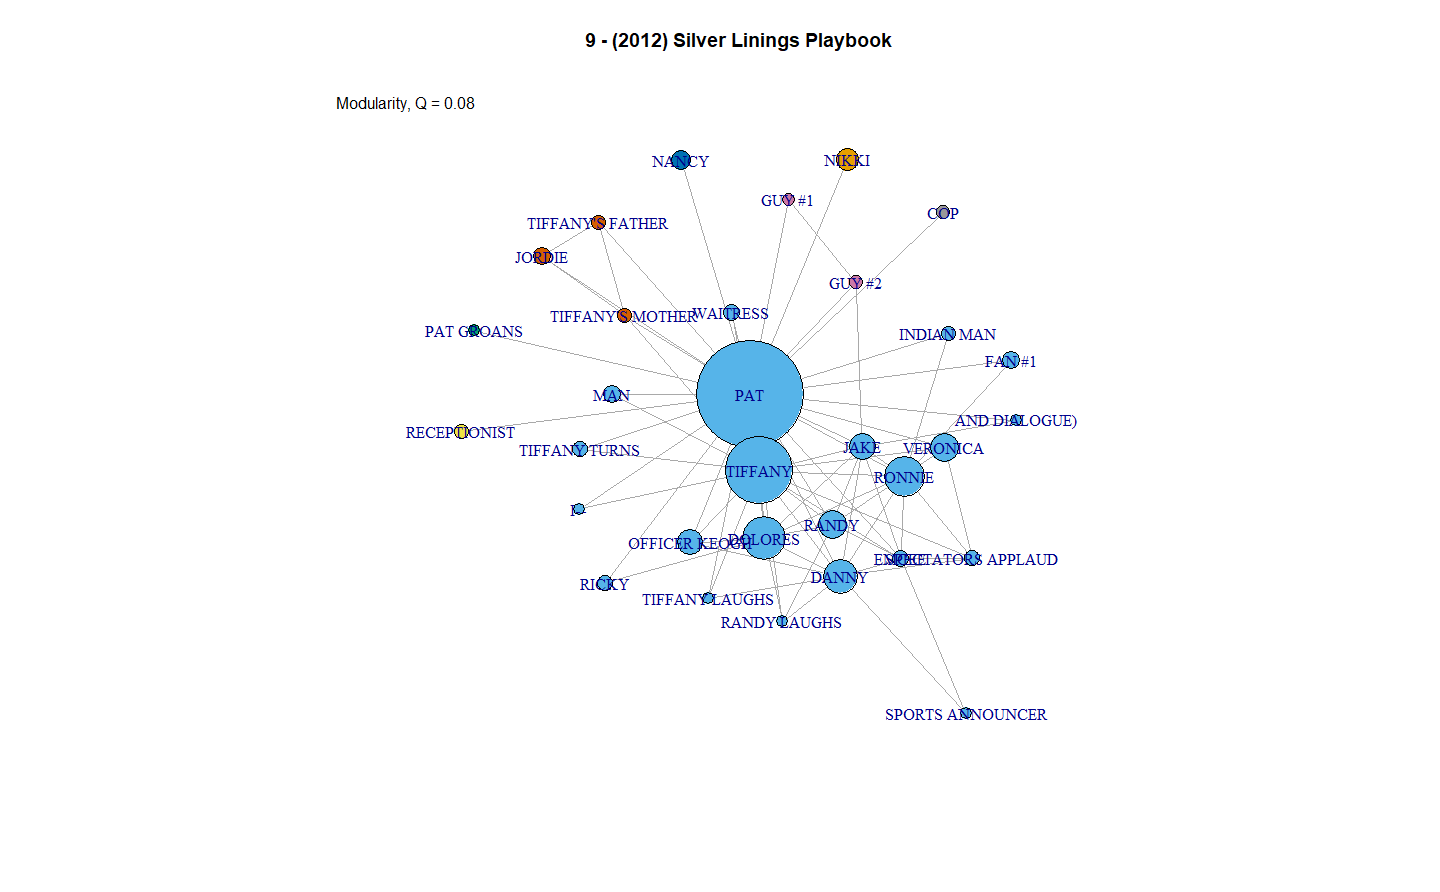 9 - (2012) Silver Linings Playbook
Modularity, Q = 0.08
NANCY
NIKKI
GUY #1
COP
TIFFANY'S FATHER
JORDIE
GUY #2
TIFFANY'S MOTHER
WAITRESS
PAT GROANS
INDIAN MAN
FAN #1
MAN
PAT
AND DIALOGUE)
RECEPTIONIST
TIFFANY TURNS
JAKE
VERONICA
TIFFANY
RONNIE
RANDY
OFFICER KEOGH
DOLORES
SPECTATORS APPLAUD
DANNY
RICKY
TIFFANY LAUGHS
RANDY LAUGHS
SPORTS ANNOUNCER